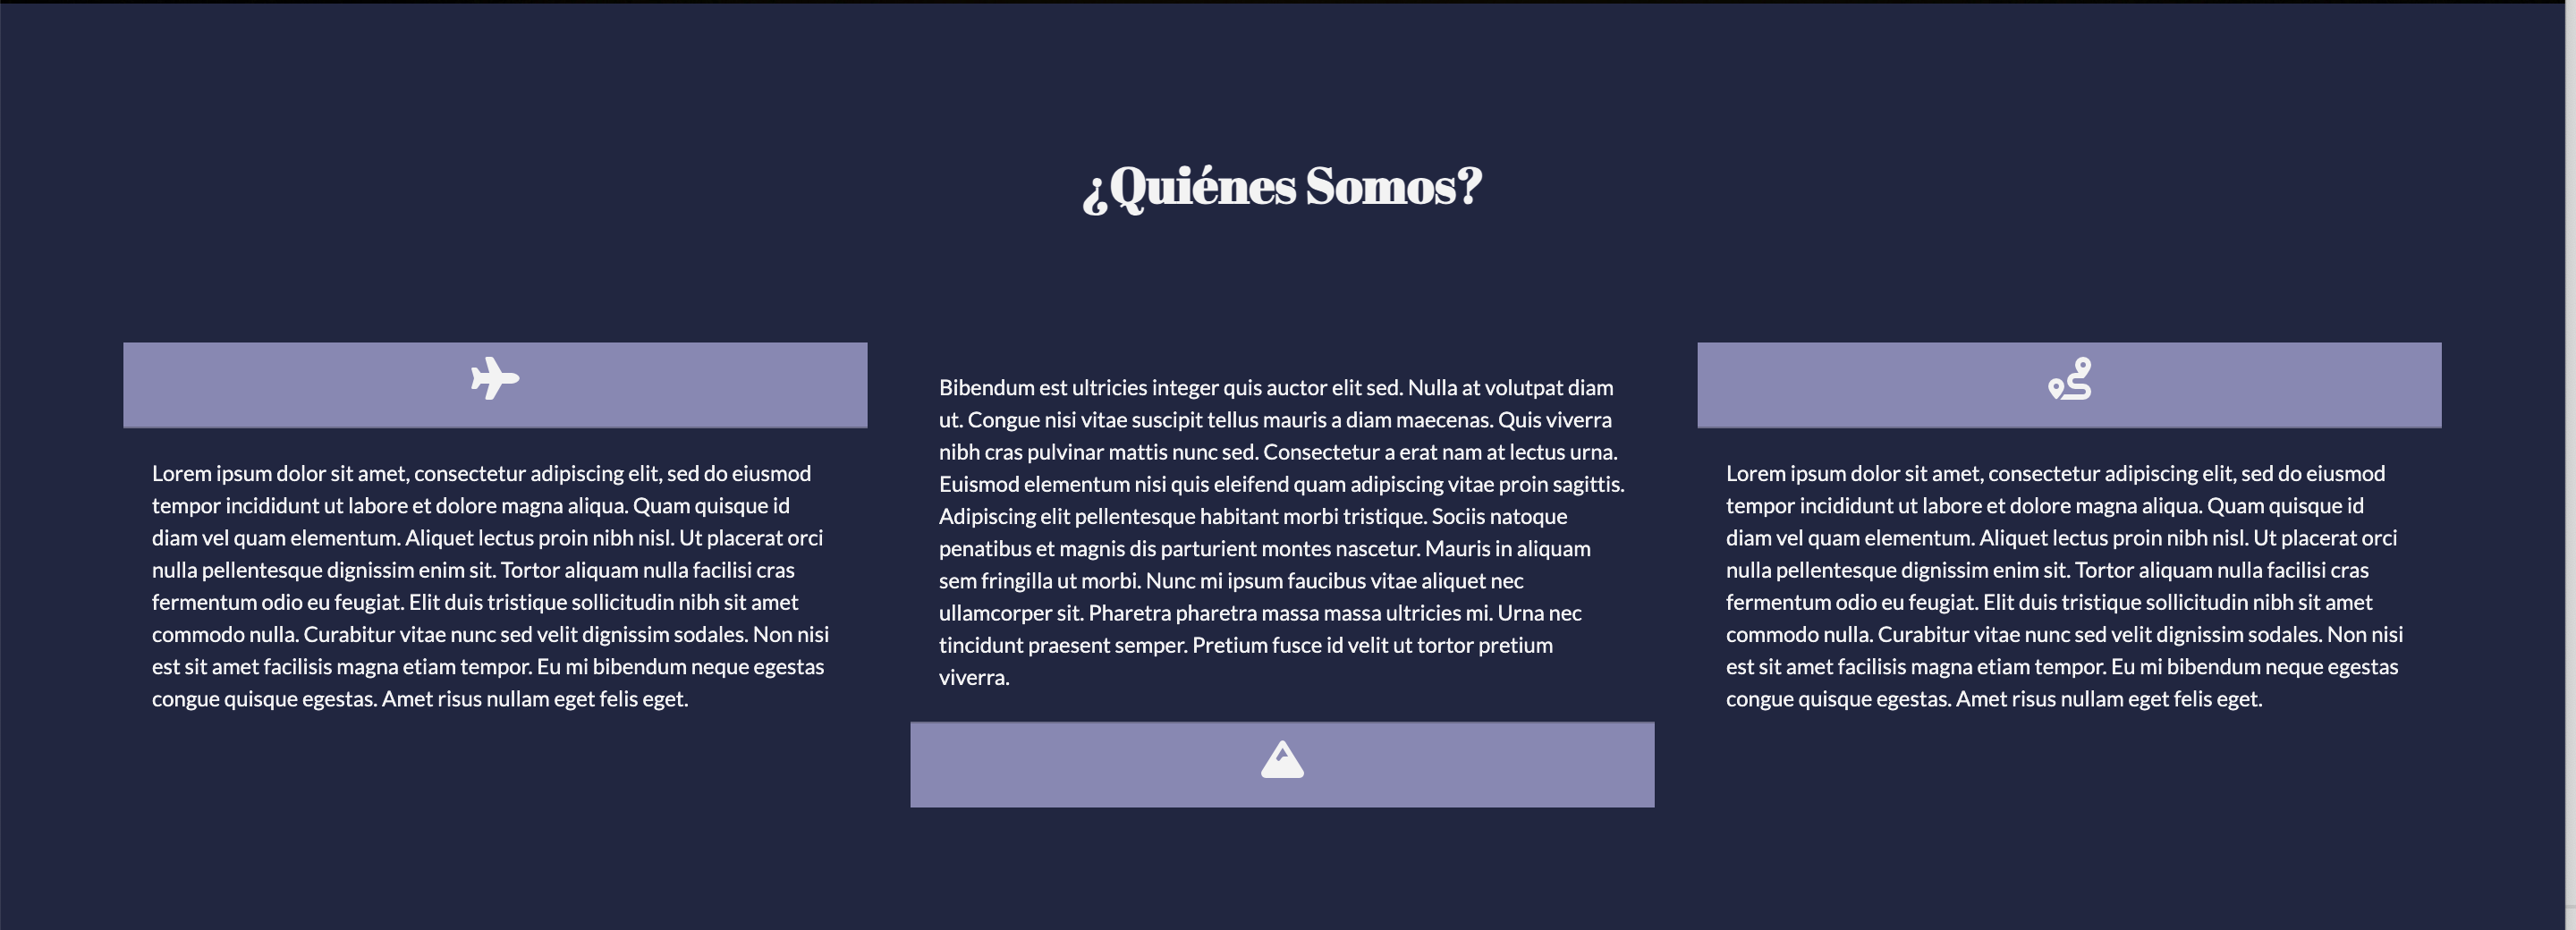 ¿Quiénes Somos?
Lorem ipsum dolor sit amet, consectetur adipiscing elit, sed do eiusmod
tempor incididunt ut labore et dolore magna aliqua. Quam quisque id
diam vel quam elementum. Aliquet lectus proin nibh nisl. Ut placerat orci
nulla pellentesque dignissim enim sit. Tortor aliquam nulla facilisi cras
fermentum odio eu feugiat. Elit duis tristique sollicitudin nibh sit amet
commodo nulla. Curabitur vitae nunc sed velit dignissim sodales. Non nisi
est sit amet facilisis magna etiam tempor. Eu mi bibendum neque egestas
congue quisque egestas. Amet risus nullam eget felis eget.
Bibendum est ultricies integer quis auctor elit sed. Nulla at volutpat diam
ut. Congue nisi vitae suscipit tellus mauris a diam maecenas. Quis viverra
nibh cras pulvinar mattis nunc sed. Consectetur a erat nam at lectus urna.
Euismod elementum nisi quis eleifend quam adipiscing vitae proin sagittis.
Adipiscing elit pellentesque habitant morbi tristique. Sociis natoque
penatibus et magnis dis parturient montes nascetur. Mauris in aliquam
sem fringilla ut morbi. Nunc mi ipsum faucibus vitae aliquet nec
ullamcorper sit. Pharetra pharetra massa massa ultricies mi. Urna nec
tincidunt praesent semper. Pretium fusce id velit ut tortor pretium
viverra.
Lorem ipsum dolor sit amet, consectetur adipiscing elit, sed do eiusmod
tempor incididunt ut labore et dolore magna aliqua. Quam quisque id
diam vel quam elementum. Aliquet lectus proin nibh nisl. Ut placerat orci
nulla pellentesque dignissim enim sit. Tortor aliquam nulla facilisi cras
fermentum odio eu feugiat. Elit duis tristique sollicitudin nibh sit amet
commodo nulla. Curabitur vitae nunc sed velit dignissim sodales. Non nisi
est sit amet facilisis magna etiam tempor. Eu mi bibendum neque egestas
congue quisque egestas. Amet risus nullam eget felis eget.